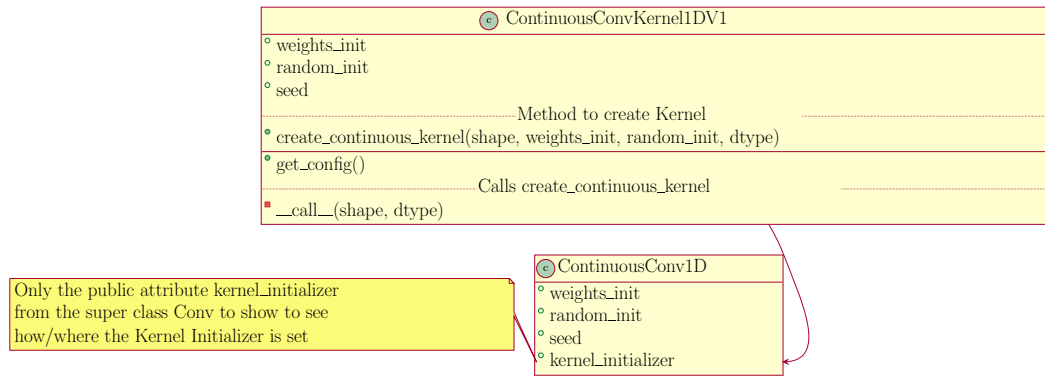 c ContinuousConvKernel1DV1
weights_init
random_init
seed
Method to create Kernel
create_continuous_kernel(shape, weights_init, random_init, dtype)
get_config()
Calls create_continuous_kernel
__call__(shape, dtype)
c ContinuousConv1D
weights_init
random_init
seed
kernel_initializer
Only the public attribute kernel_initializer
from the super class Conv to show to see
how/where the Kernel Initializer is set